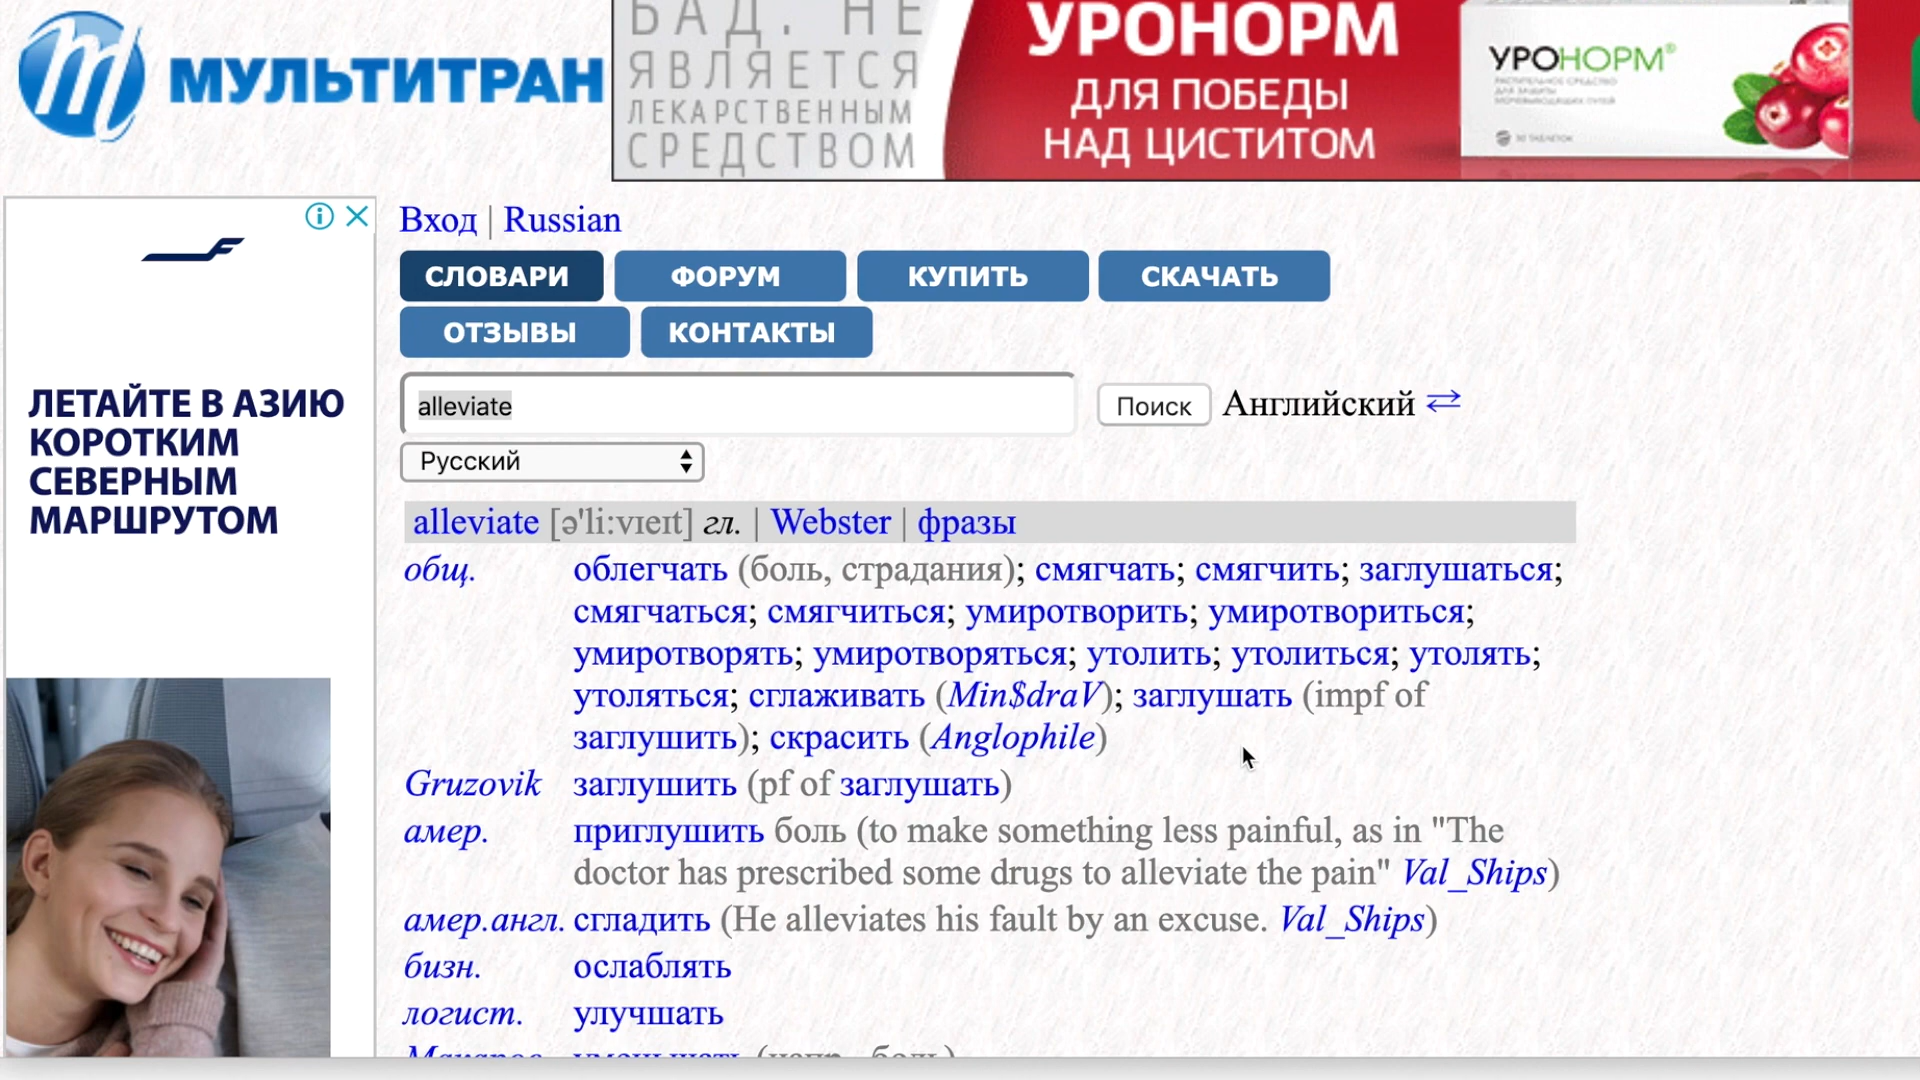 МУЛЬТИТРАН
БАД. НЕ
ЯВЛЯЕТСЯ
ЛЕКАРСТВЕННЫМ
СРЕДСТВОМ
УРОНОРМ
ДЛЯ ПОБЕДЫ
НАД ЦИСТИТОМ
УРОНОРМ®
Вход | Russian
СЛОВАРИ ФОРУМ КУПИТЬ СКАЧАТЬ
ОТЗЫВЫ КОНТАКТЫ
alleviate Поиск Английский
Русский
ЛЕТАЙТЕ В АЗИЮ
КОРОТКИМ
СЕВЕРНЫМ
МАРШРУТОМ
alleviate [ə'li:vɪeɪt] гл. | Webster | фразы
общ. облегчать (боль, страдания); смягчать; смягчить; заглушаться;
смягчаться; смягчиться; умиротворить; умиротвориться;
умиротворять; умиротворяться; утолить; утолиться; утолять;
утоляться; сглаживать (Min$draV); заглушать (impf of
заглушить); скрасить (Anglophile)
Gruzovik заглушить (pf of заглушать)
амер. приглушить боль (to make something less painful, as in "The
doctor has prescribed some drugs to alleviate the pain" Val_Ships)
амер.англ. сгладить (He alleviates his fault by an excuse. Val_Ships)
бизн. ослаблять
логист. улучшать